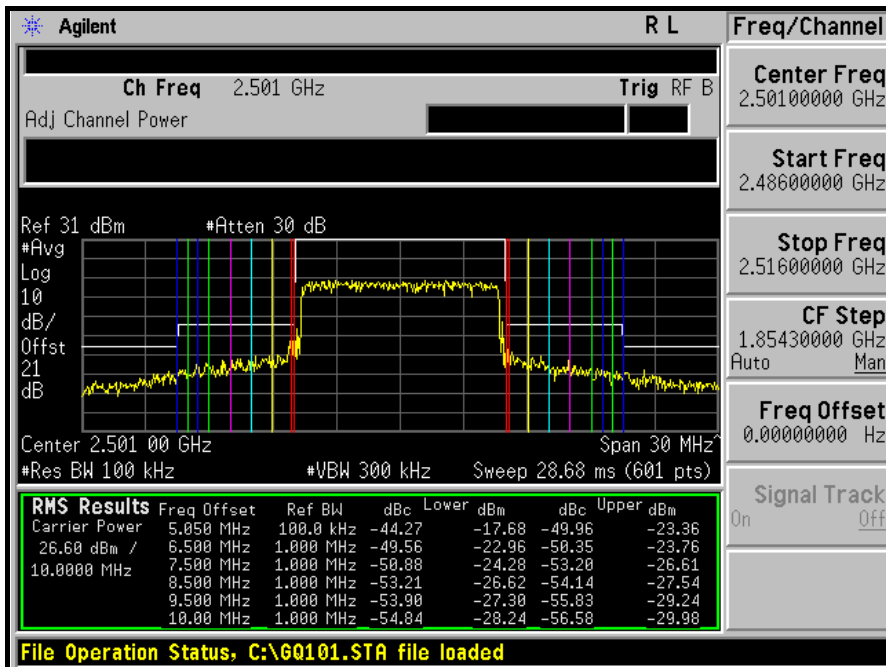 Agilent R L Freq/Channel
Ch Freq 2.501 GHz Trig RF B
Adj Channel Power
Center Freq
2.50100000 GHz
Start Freq
2.48600000 GHz
Stop Freq
2.51600000 GHz
CF Step
1.85430000 GHz
Auto Man
Freq Offset
0.00000000 Hz
Signal Track
On Off
Ref 31 dBm #Atten 30 dB
#Avg
Log
10
dB/
Offst
21
dB
Center 2.501 00 GHz Span 30 MHz^
#Res BW 100 kHz #VBW 300 kHz Sweep 28.68 ms (601 pts)
RMS Results Freq Offset Ref BW dBc Lower dBm dBc Upper dBm
Carrier Power 5.050 MHz 100.0 kHz -44.27 -17.68 -49.96 -23.36
26.60 dBm / 6.500 MHz 1.000 MHz -49.56 -22.96 -50.35 -23.76
10.0000 MHz 7.500 MHz 1.000 MHz -50.88 -24.28 -53.20 -26.61
8.500 MHz 1.000 MHz -53.21 -26.62 -54.14 -27.54
9.500 MHz 1.000 MHz -53.90 -27.30 -55.83 -29.24
10.00 MHz 1.000 MHz -54.84 -28.24 -56.58 -29.98
File Operation Status, C:\GQ101.STA file loaded